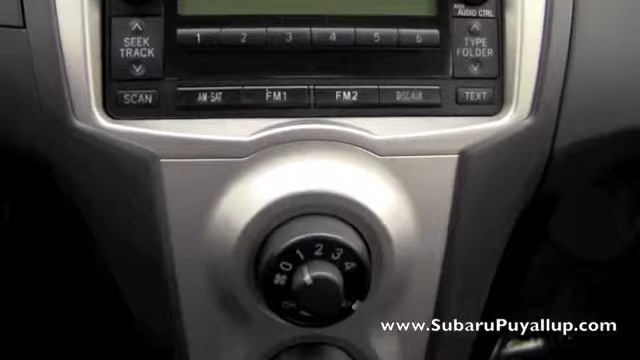 AUDIO CTRL
SEEK
TRACK
1 2 3 4 5 6
TYPE
FOLDER
SCAN
AM·SAT
FM1
FM2
DISC·AUX
TEXT
0 1 2 3 4
www.SubaruPuyallup.com